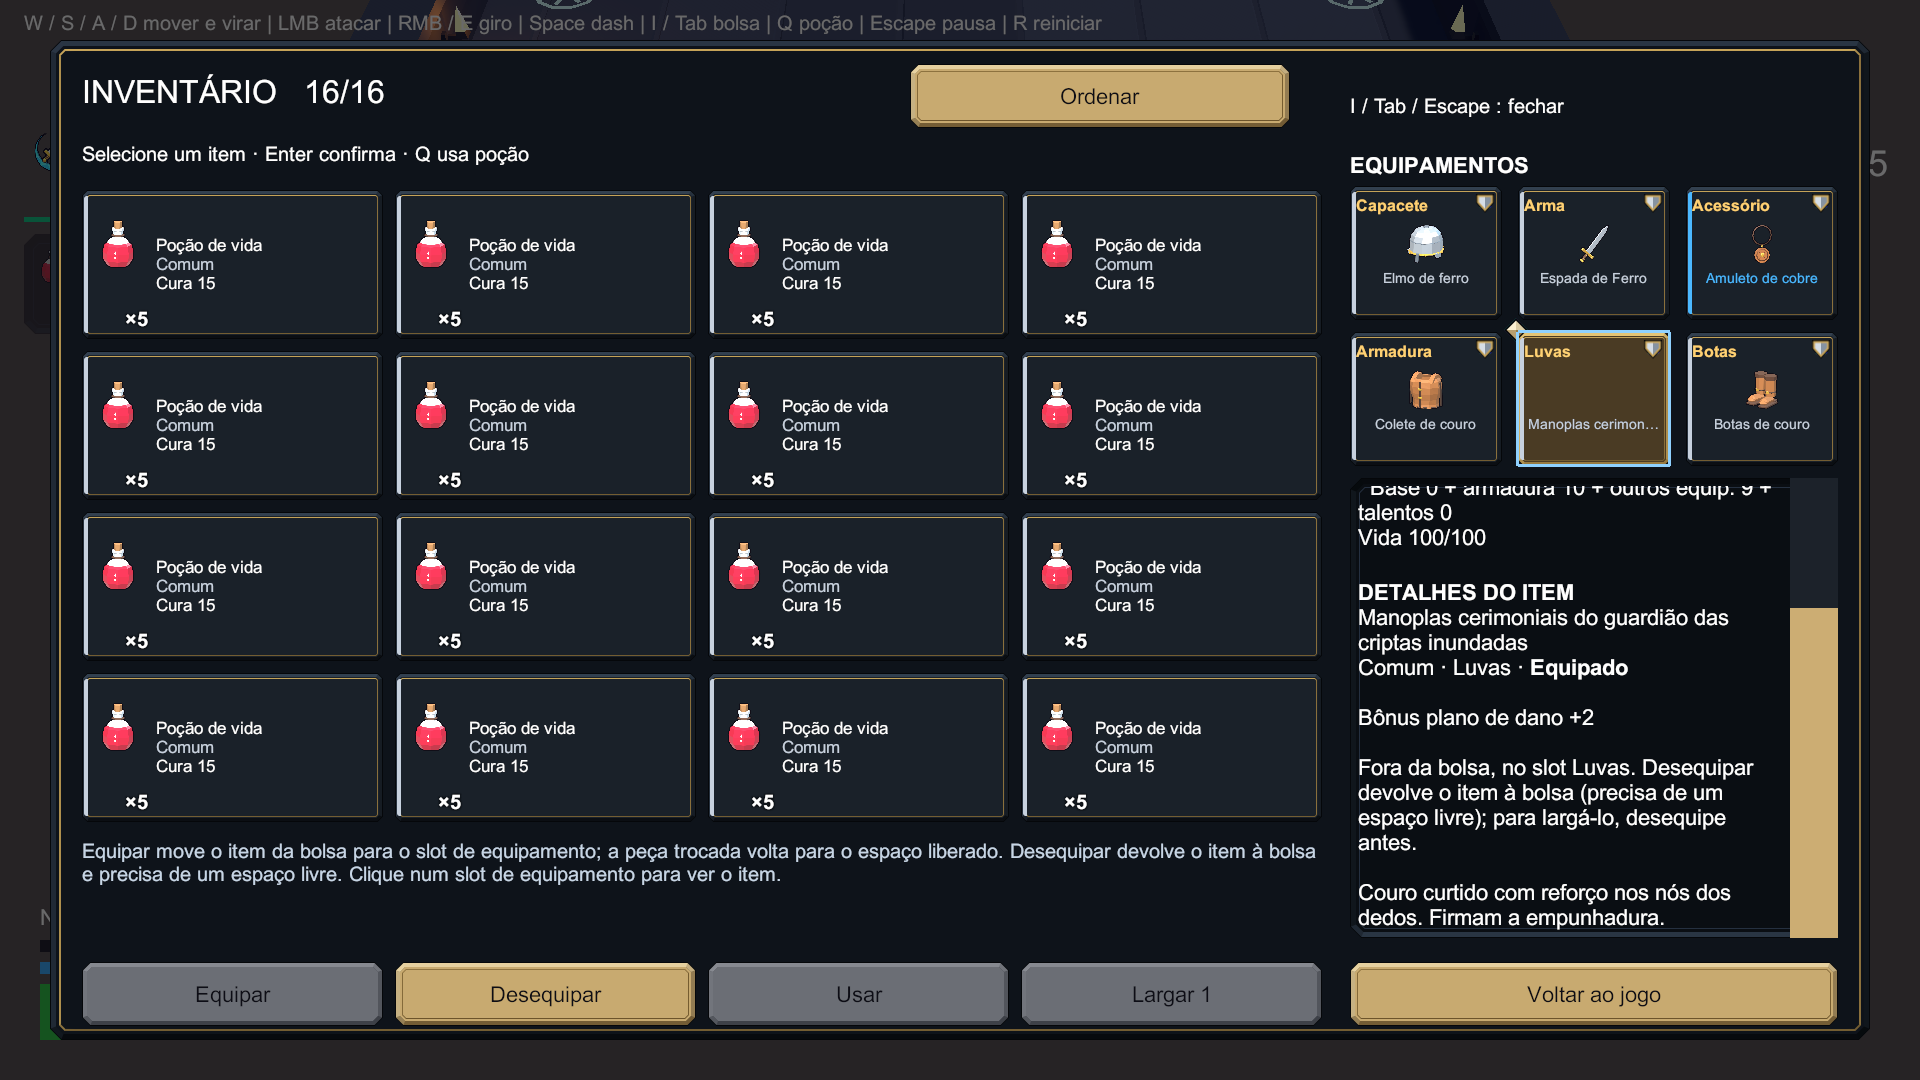 W / S / A / D mover e virar | LMB atacar | RMB / E giro | Space dash | I / Tab bolsa | Q poção | Escape pausa | R reiniciar
INVENTÁRIO 16/16
Ordenar
I / Tab / Escape : fechar
Selecione um item · Enter confirma · Q usa poção
5
Poção de vida
Comum
Cura 15
×5
Poção de vida
Comum
Cura 15
×5
Poção de vida
Comum
Cura 15
×5
Poção de vida
Comum
Cura 15
×5
Poção de vida
Comum
Cura 15
×5
Poção de vida
Comum
Cura 15
×5
Poção de vida
Comum
Cura 15
×5
Poção de vida
Comum
Cura 15
×5
Poção de vida
Comum
Cura 15
×5
Poção de vida
Comum
Cura 15
×5
Poção de vida
Comum
Cura 15
×5
Poção de vida
Comum
Cura 15
×5
Poção de vida
Comum
Cura 15
×5
Poção de vida
Comum
Cura 15
×5
Poção de vida
Comum
Cura 15
×5
Poção de vida
Comum
Cura 15
×5
Equipar move o item da bolsa para o slot de equipamento; a peça trocada volta para o espaço liberado. Desequipar devolve o item à bolsa
e precisa de um espaço livre. Clique num slot de equipamento para ver o item.
EQUIPAMENTOS
Capacete
Elmo de ferro
Arma
Espada de Ferro
Acessório
Amuleto de cobre
Armadura
Colete de couro
Luvas
Manoplas cerimon...
Botas
Botas de couro
Base 0 + armadura 10 + outros equip. 9 +
talentos 0
Vida 100/100
DETALHES DO ITEM
Manoplas cerimoniais do guardião das
criptas inundadas
Comum · Luvas · Equipado
Bônus plano de dano +2
Fora da bolsa, no slot Luvas. Desequipar
devolve o item à bolsa (precisa de um
espaço livre); para largá-lo, desequipe
antes.
Couro curtido com reforço nos nós dos
dedos. Firmam a empunhadura.
Equipar
Desequipar
Usar
Largar 1
Voltar ao jogo